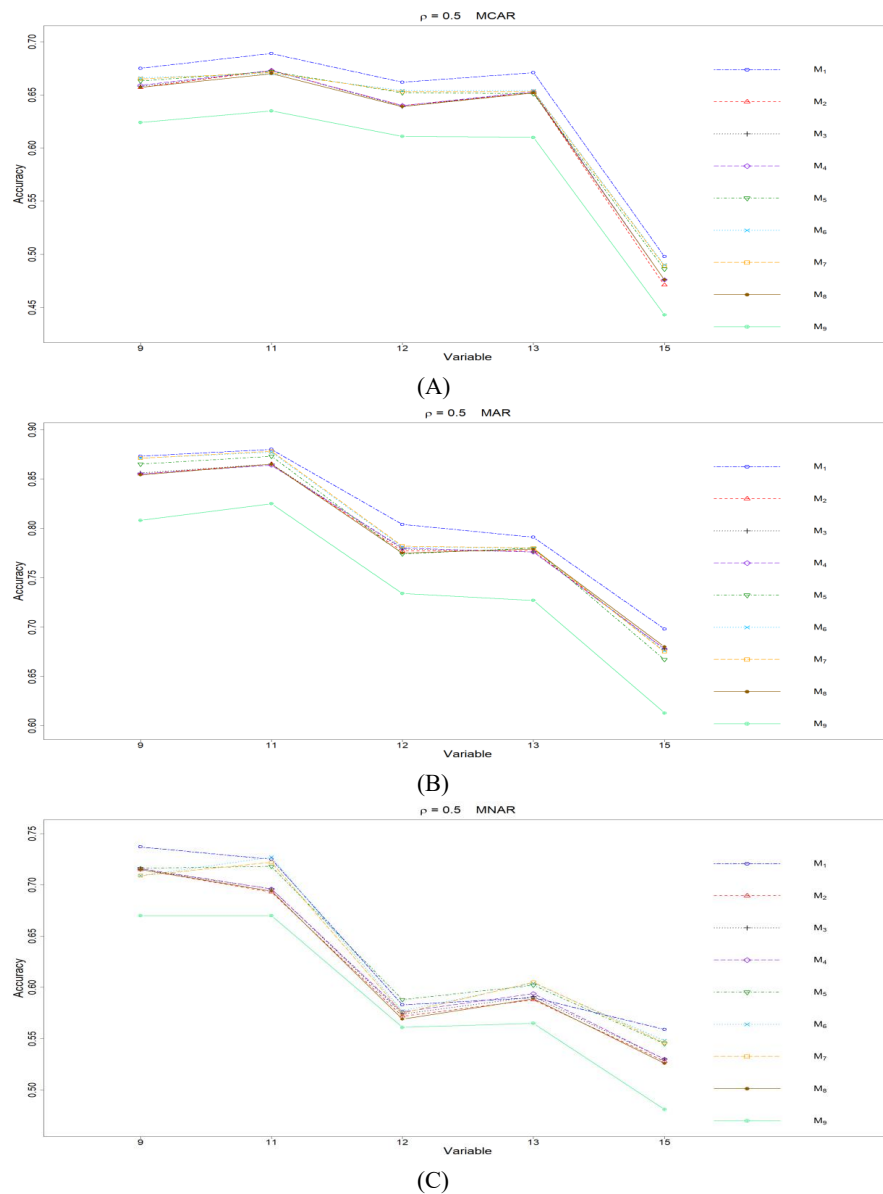 ρ = 0.5 MCAR
0.70
0.65
0.60
0.55
0.50
0.45
Accuracy
9 11 12 13 15
Variable
M1
M2
M3
M4
M5
M6
M7
M8
M9
(A)
ρ = 0.5 MAR
0.90
0.85
0.80
0.75
0.70
0.65
0.60
Accuracy
9 11 12 13 15
Variable
M1
M2
M3
M4
M5
M6
M7
M8
M9
(B)
ρ = 0.5 MNAR
0.75
0.70
0.65
0.60
0.55
0.50
Accuracy
9 11 12 13 15
Variable
M1
M2
M3
M4
M5
M6
M7
M8
M9
(C)